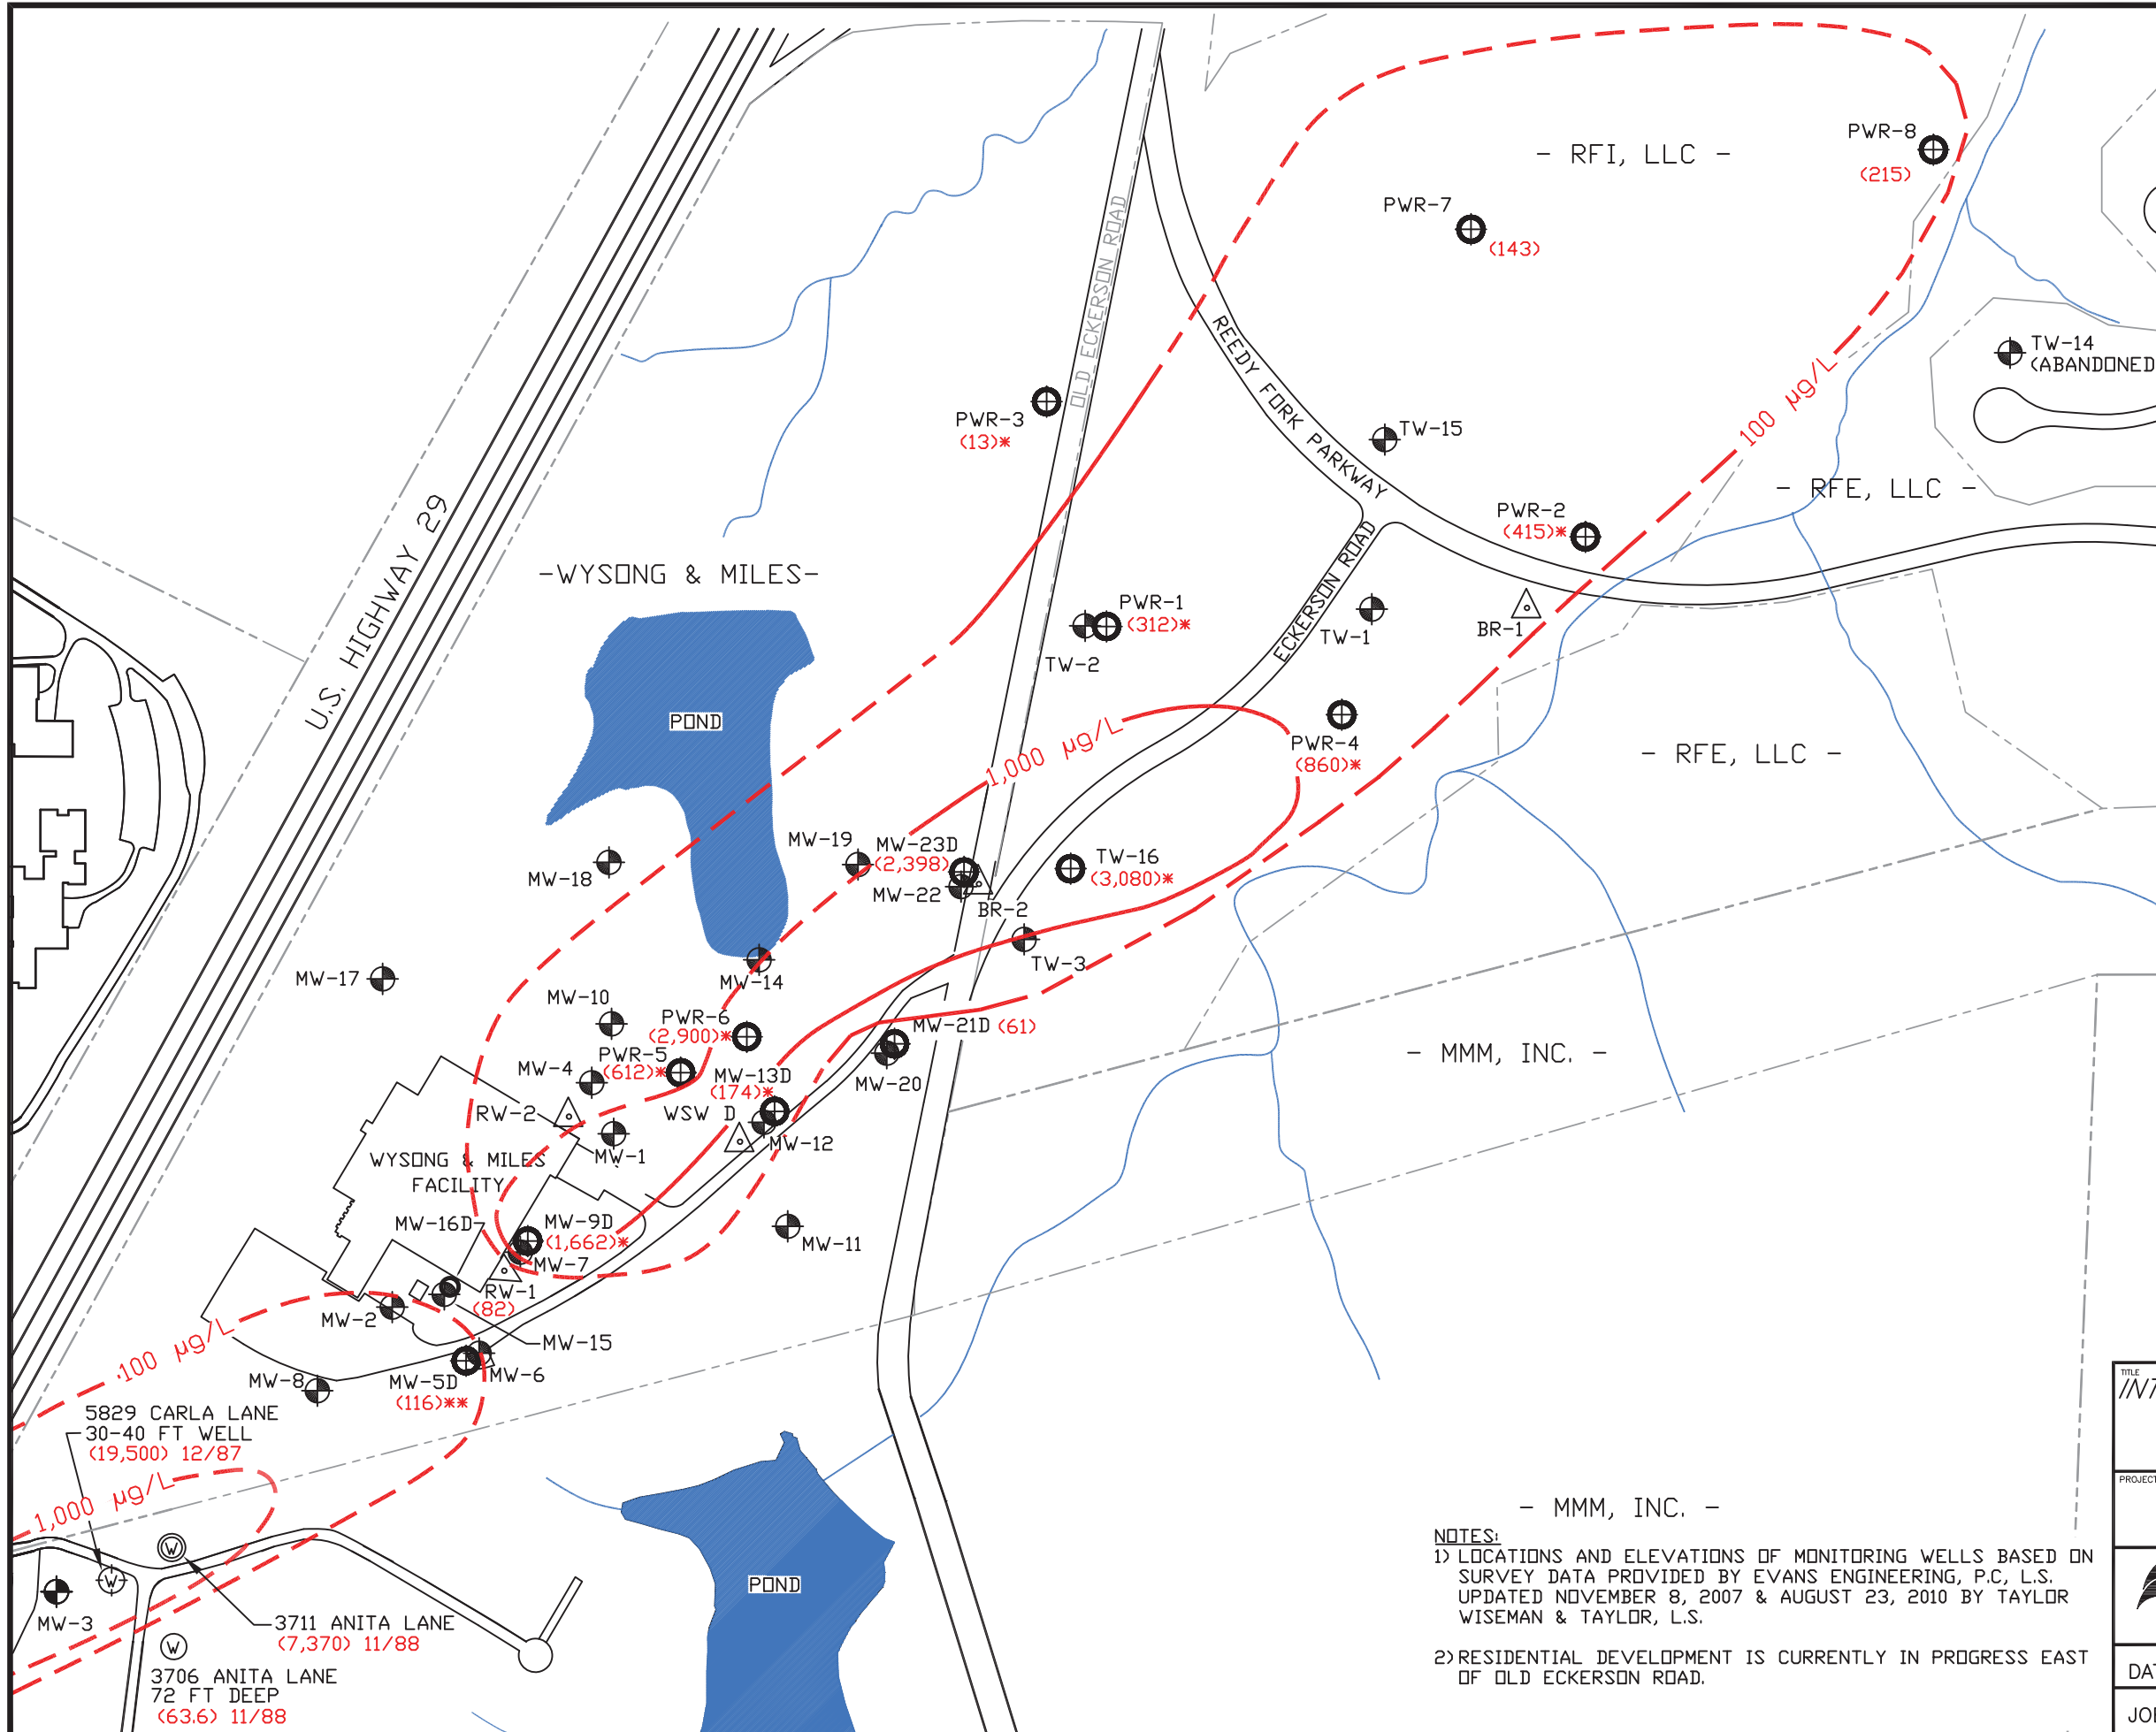 PWR-8
(215)
- RFI, LLC -
PWR-7
(143)
OLD ECKERSON ROAD
REEDY FORK PARKWAY
TW-14
(ABANDONED
100 µg/L
PWR-3
(13)*
TW-15
U.S. HIGHWAY 29
- RFE, LLC -
PWR-2
(415)*
ECKERSON ROAD
-WYSONG & MILES-
PWR-1
(312)*
TW-2
TW-1
BR-1
POND
1,000 µg/L
PWR-4
(860)*
- RFE, LLC -
MW-19
MW-23D
(2,398)
MW-22
BR-2
TW-16
(3,080)*
MW-18
TW-3
MW-17
MW-14
MW-10
PWR-6
(2,900)*
MW-21D (61)
MW-20
- MMM, INC. -
MW-4
PWR-5
(612)*
MW-13D
(174)*
RW-2
WSW D
MW-12
MW-1
WYSONG & MILES
FACILITY
MW-16D
MW-9D
(1,662)*
MW-7
MW-11
RW-1
(82)
MW-2
MW-15
100 µg/L
MW-8
MW-5D
(116)**
MW-6
5829 CARLA LANE
30-40 FT WELL
(19,500) 12/87
1,000 µg/L
W
W
MW-3
3711 ANITA LANE
(7,370) 11/88
W
3706 ANITA LANE
72 FT DEEP
(63.6) 11/88
POND
- MMM, INC. -
NOTES:
1) LOCATIONS AND ELEVATIONS OF MONITORING WELLS BASED ON
SURVEY DATA PROVIDED BY EVANS ENGINEERING, P.C, L.S.
UPDATED NOVEMBER 8, 2007 & AUGUST 23, 2010 BY TAYLOR
WISEMAN & TAYLOR, L.S.
2) RESIDENTIAL DEVELOPMENT IS CURRENTLY IN PROGRESS EAST
OF OLD ECKERSON ROAD.
TITLE
PROJECT